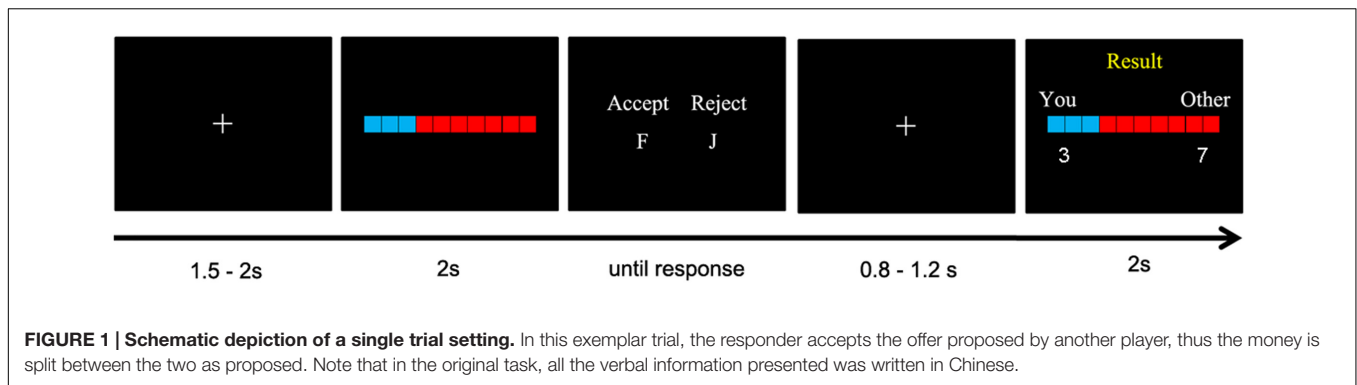 +
Accept Reject
F J
+
Result
You Other
3 7
1.5 - 2s 2s until response 0.8 - 1.2 s 2s
FIGURE 1 | Schematic depiction of a single trial setting. In this exemplar trial, the responder accepts the offer proposed by another player, thus the money is
split between the two as proposed. Note that in the original task, all the verbal information presented was written in Chinese.